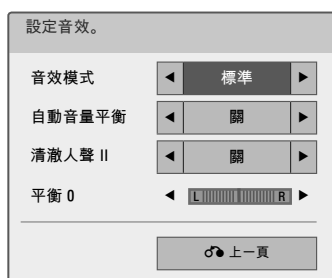 設定音效。
音效模式 ◀ 標準 ▶
自動音量平衡 ◀ 關 ▶
清澈人聲 II ◀ 關 ▶
平衡 0 ◀ L R ▶
上一頁